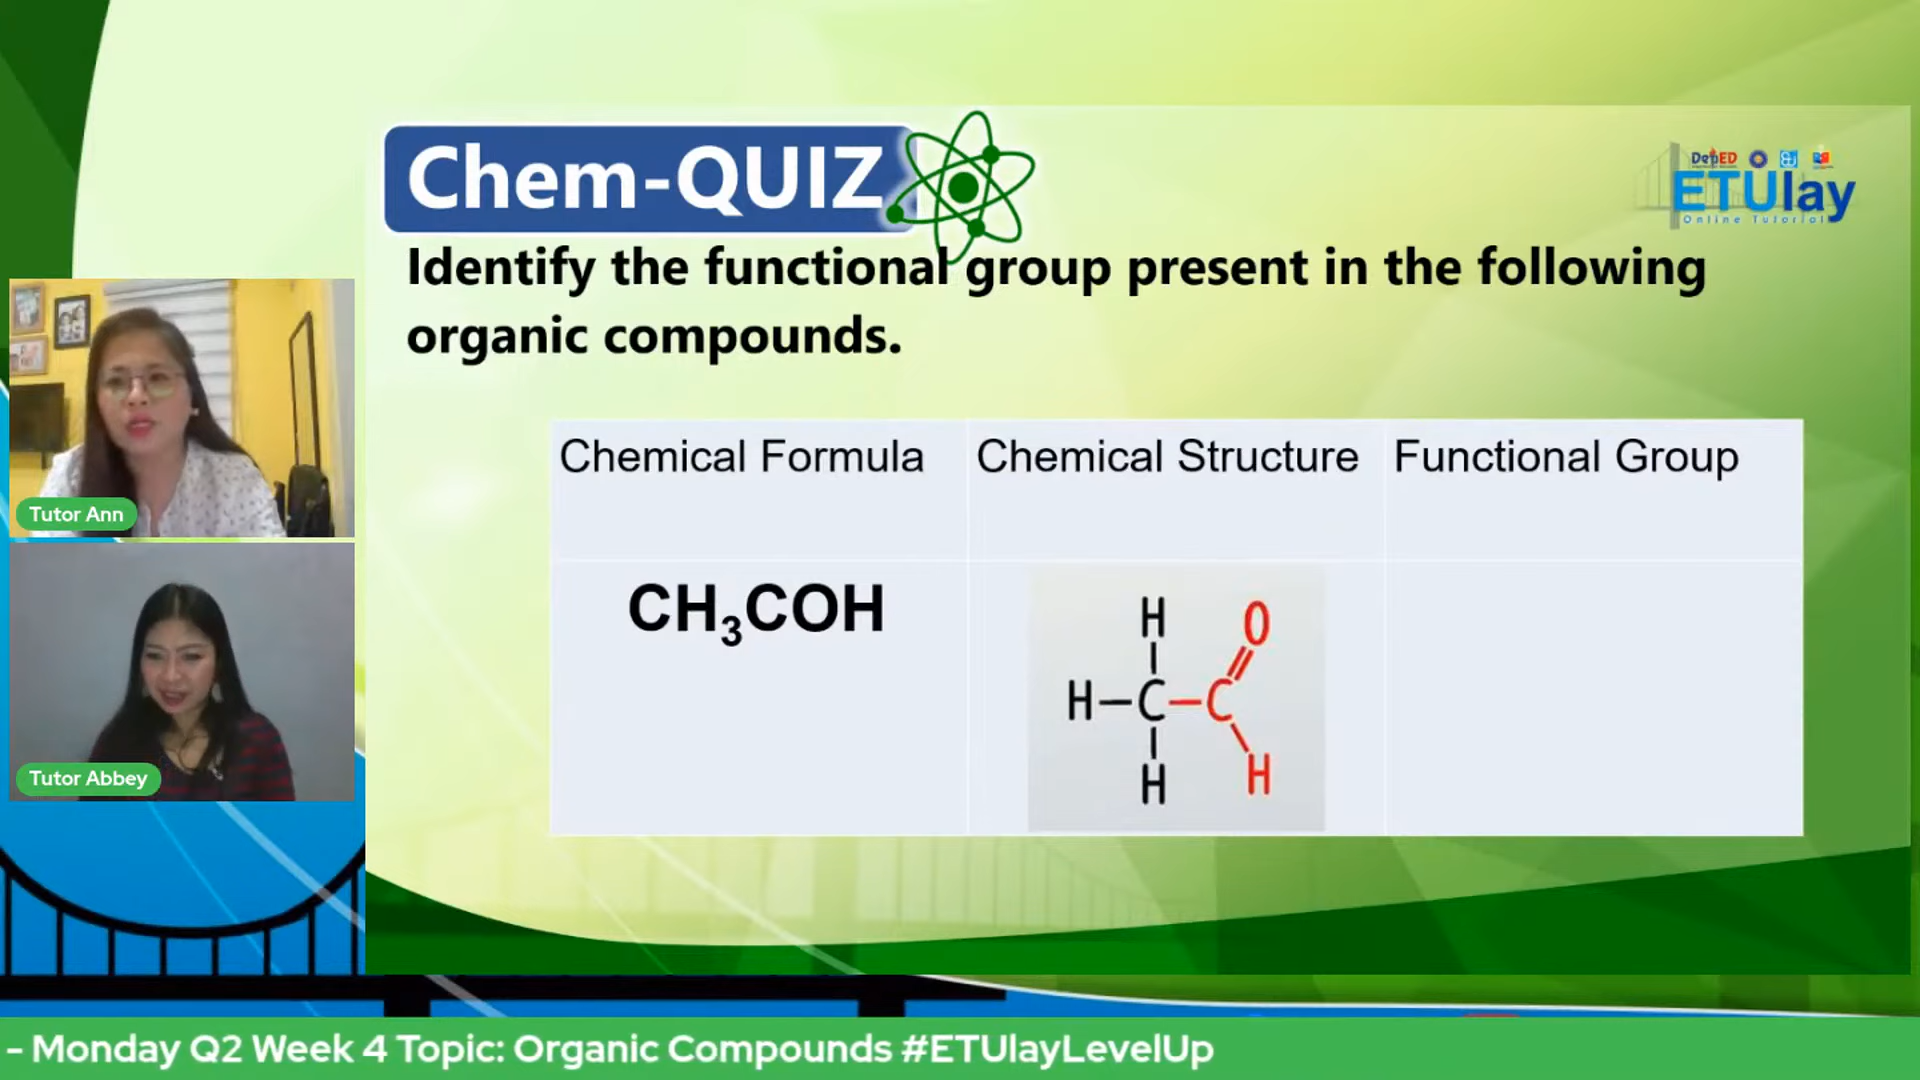 Chem-QUIZ
DepED
ETUlay
Online Tutorial
Identify the functional group present in the following
organic compounds.
Chemical Formula Chemical Structure Functional Group
CH₃COH
H O
H-C-C
H H
Tutor Ann
Tutor Abbey
- Monday Q2 Week 4 Topic: Organic Compounds #ETUlayLevelUp